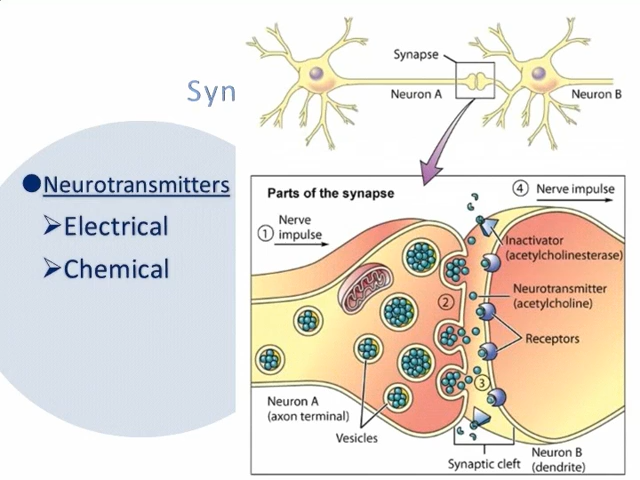 Syn
Neurotransmitters
Electrical
Chemical
Synapse
Neuron A
Neuron B
Parts of the synapse
4 Nerve impulse
1 Nerve
impulse
Inactivator
(acetylcholinesterase)
2
Neurotransmitter
(acetylcholine)
Receptors
3
Neuron A
(axon terminal)
Vesicles
Synaptic cleft
Neuron B
(dendrite)